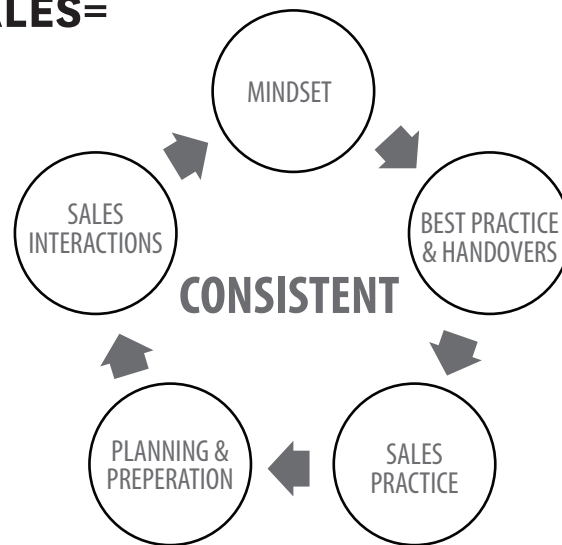 ALES=
MINDSET
SALES
INTERACTIONS
BEST PRACTICE
& HANDOVERS
CONSISTENT
PLANNING &
PREPERATION
SALES
PRACTICE